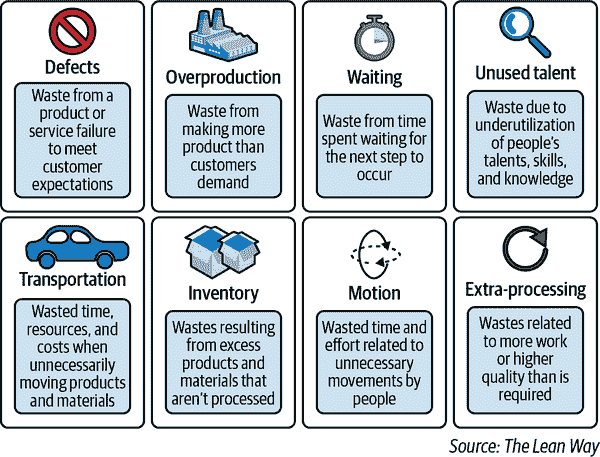 Defects
Waste from a
product or
service failure
to meet
customer
expectations
Overproduction
Waste from
making more
product than
customers
demand
Waiting
Waste from time
spent waiting for
the next step to
occur
Unused talent
Waste due to
underutilization
of people's
talents, skills,
and knowledge
Transportation
Wasted time,
resources, and
costs when
unnecessarily
moving products
and materials
Inventory
Wastes resulting
from excess
products and
materials that
aren't processed
Motion
Wasted time and
effort related to
unnecessary
movements by
people
Extra-processing
Wastes related
to more work
or higher
quality than is
required
Source: The Lean Way